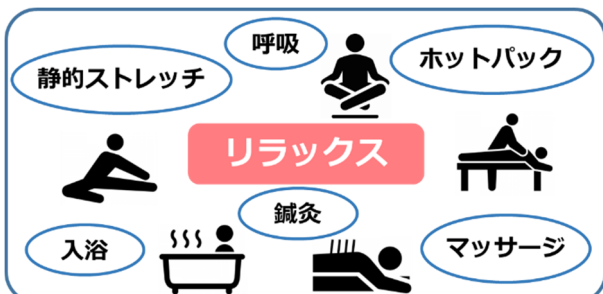 呼吸
ホットパック
静的ストレッチ
リラックス
鍼灸
入浴
マッサージ